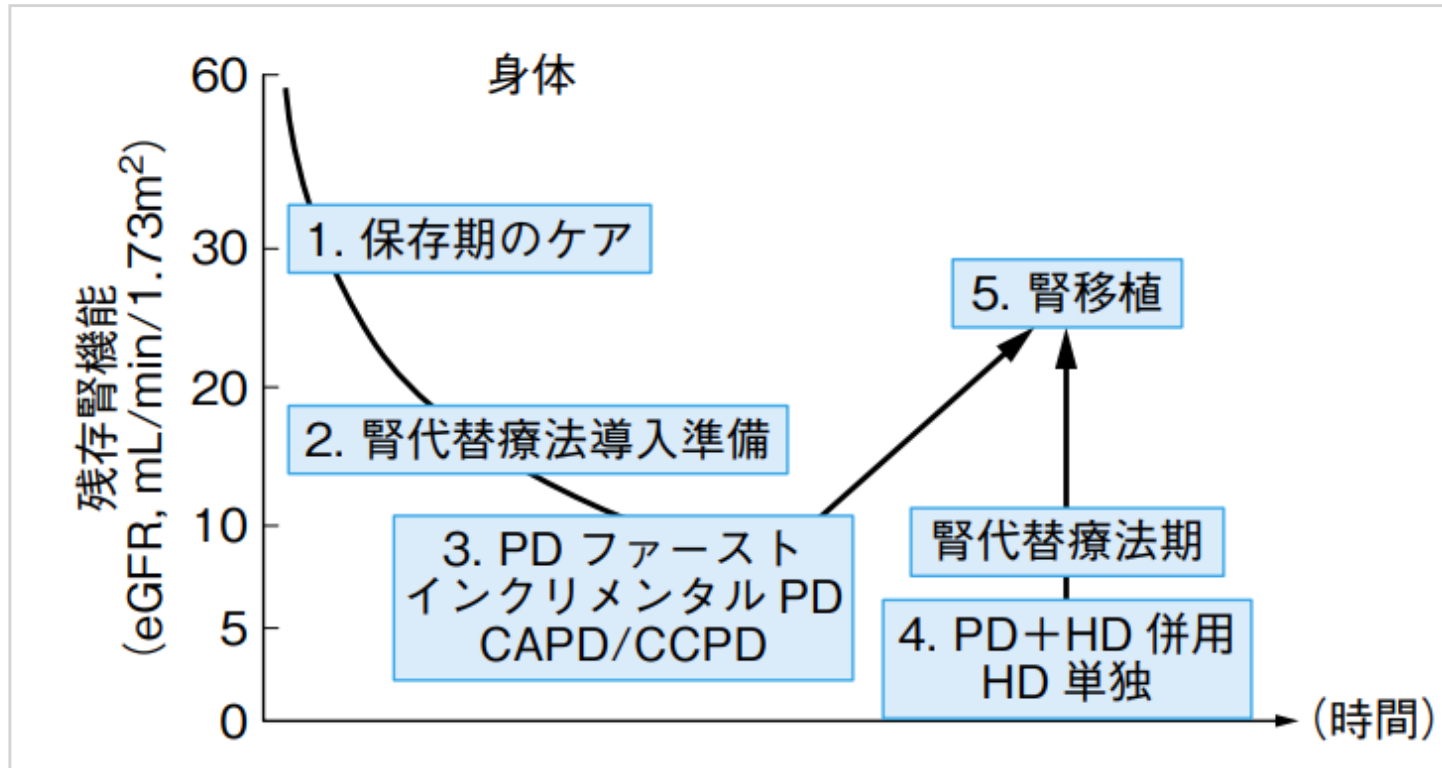 身体
残存腎機能
(eGFR, mL/min/1.73m²)
60
30
20
10
5
0
1. 保存期のケア
2. 腎代替療法導入準備
3. PD ファースト
インクリメンタル PD
CAPD/CCPD
5. 腎移植
腎代替療法期
4. PD＋HD 併用
HD 単独
(時間)